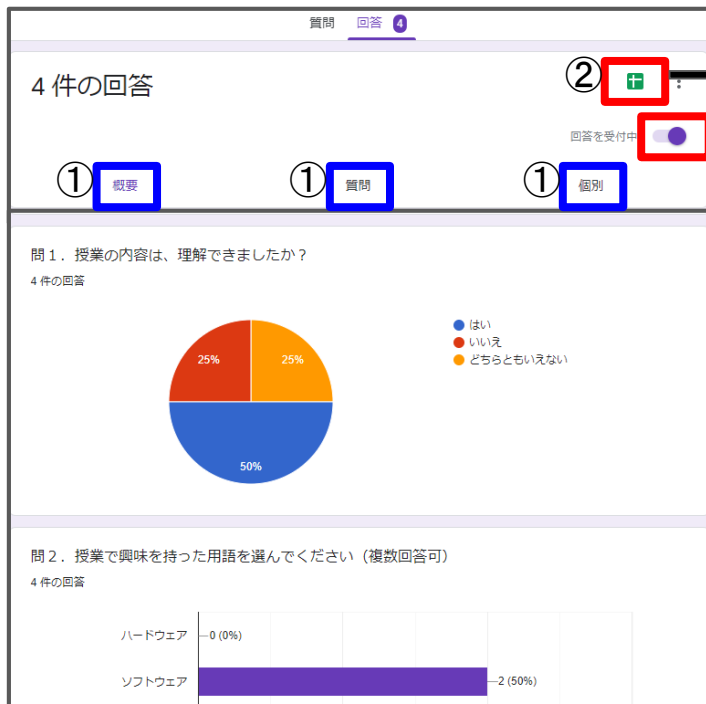 質問 回答 4
4 件の回答
②
回答を受付中
① 概要 ① 質問 ① 個別
問１．授業の内容は、理解できましたか？
4 件の回答
はい
いいえ
どちらともいえない
25% 25%
50%
問２．授業で興味を持った用語を選んでください（複数回答可）
4 件の回答
ハードウェア 0 (0%)
ソフトウェア 2 (50%)